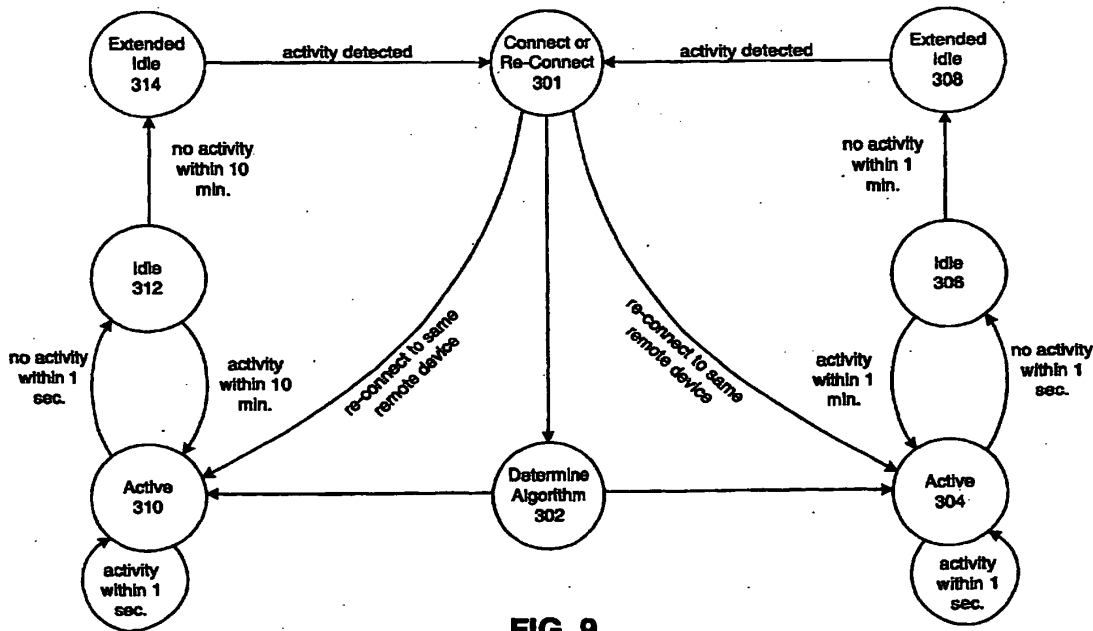 Extended
Idle
314
activity detected
Connect or
Re-Connect
301
activity detected
Extended
Idle
308
no activity
within 10
min.
no activity
within 1
min.
Idle
312
Idle
306
no activity
within 1
sec.
activity
within 10
min.
re-connect to same
remote device
re-connect to same
remote device
activity
within 1
min.
no activity
within 1
sec.
Active
310
Determine
Algorithm
302
Active
304
activity
within 1
sec.
activity
within 1
sec.
FIG. 9